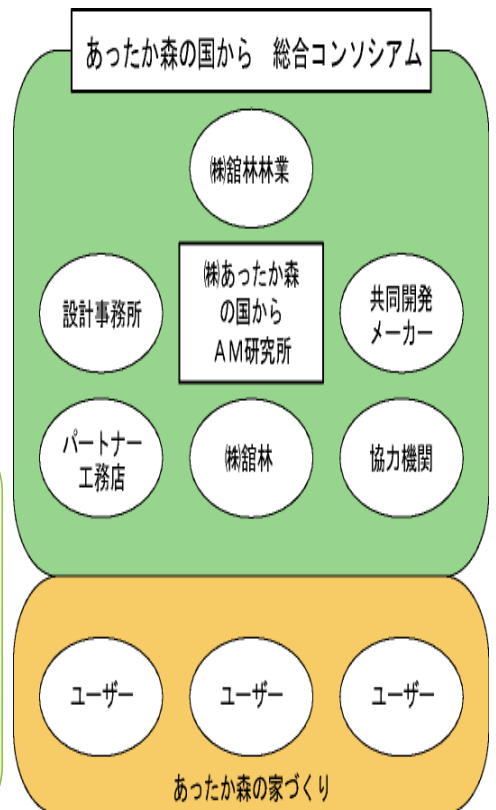 あったか森の国から　総合コンソシアム
㈱舘林林業
設計事務所
㈱あったか森
の国から
AM研究所
共同開発
メーカー
パートナー
工務店
㈱舘林
協力機関
ユーザー
ユーザー
ユーザー
あったか森の家づくり